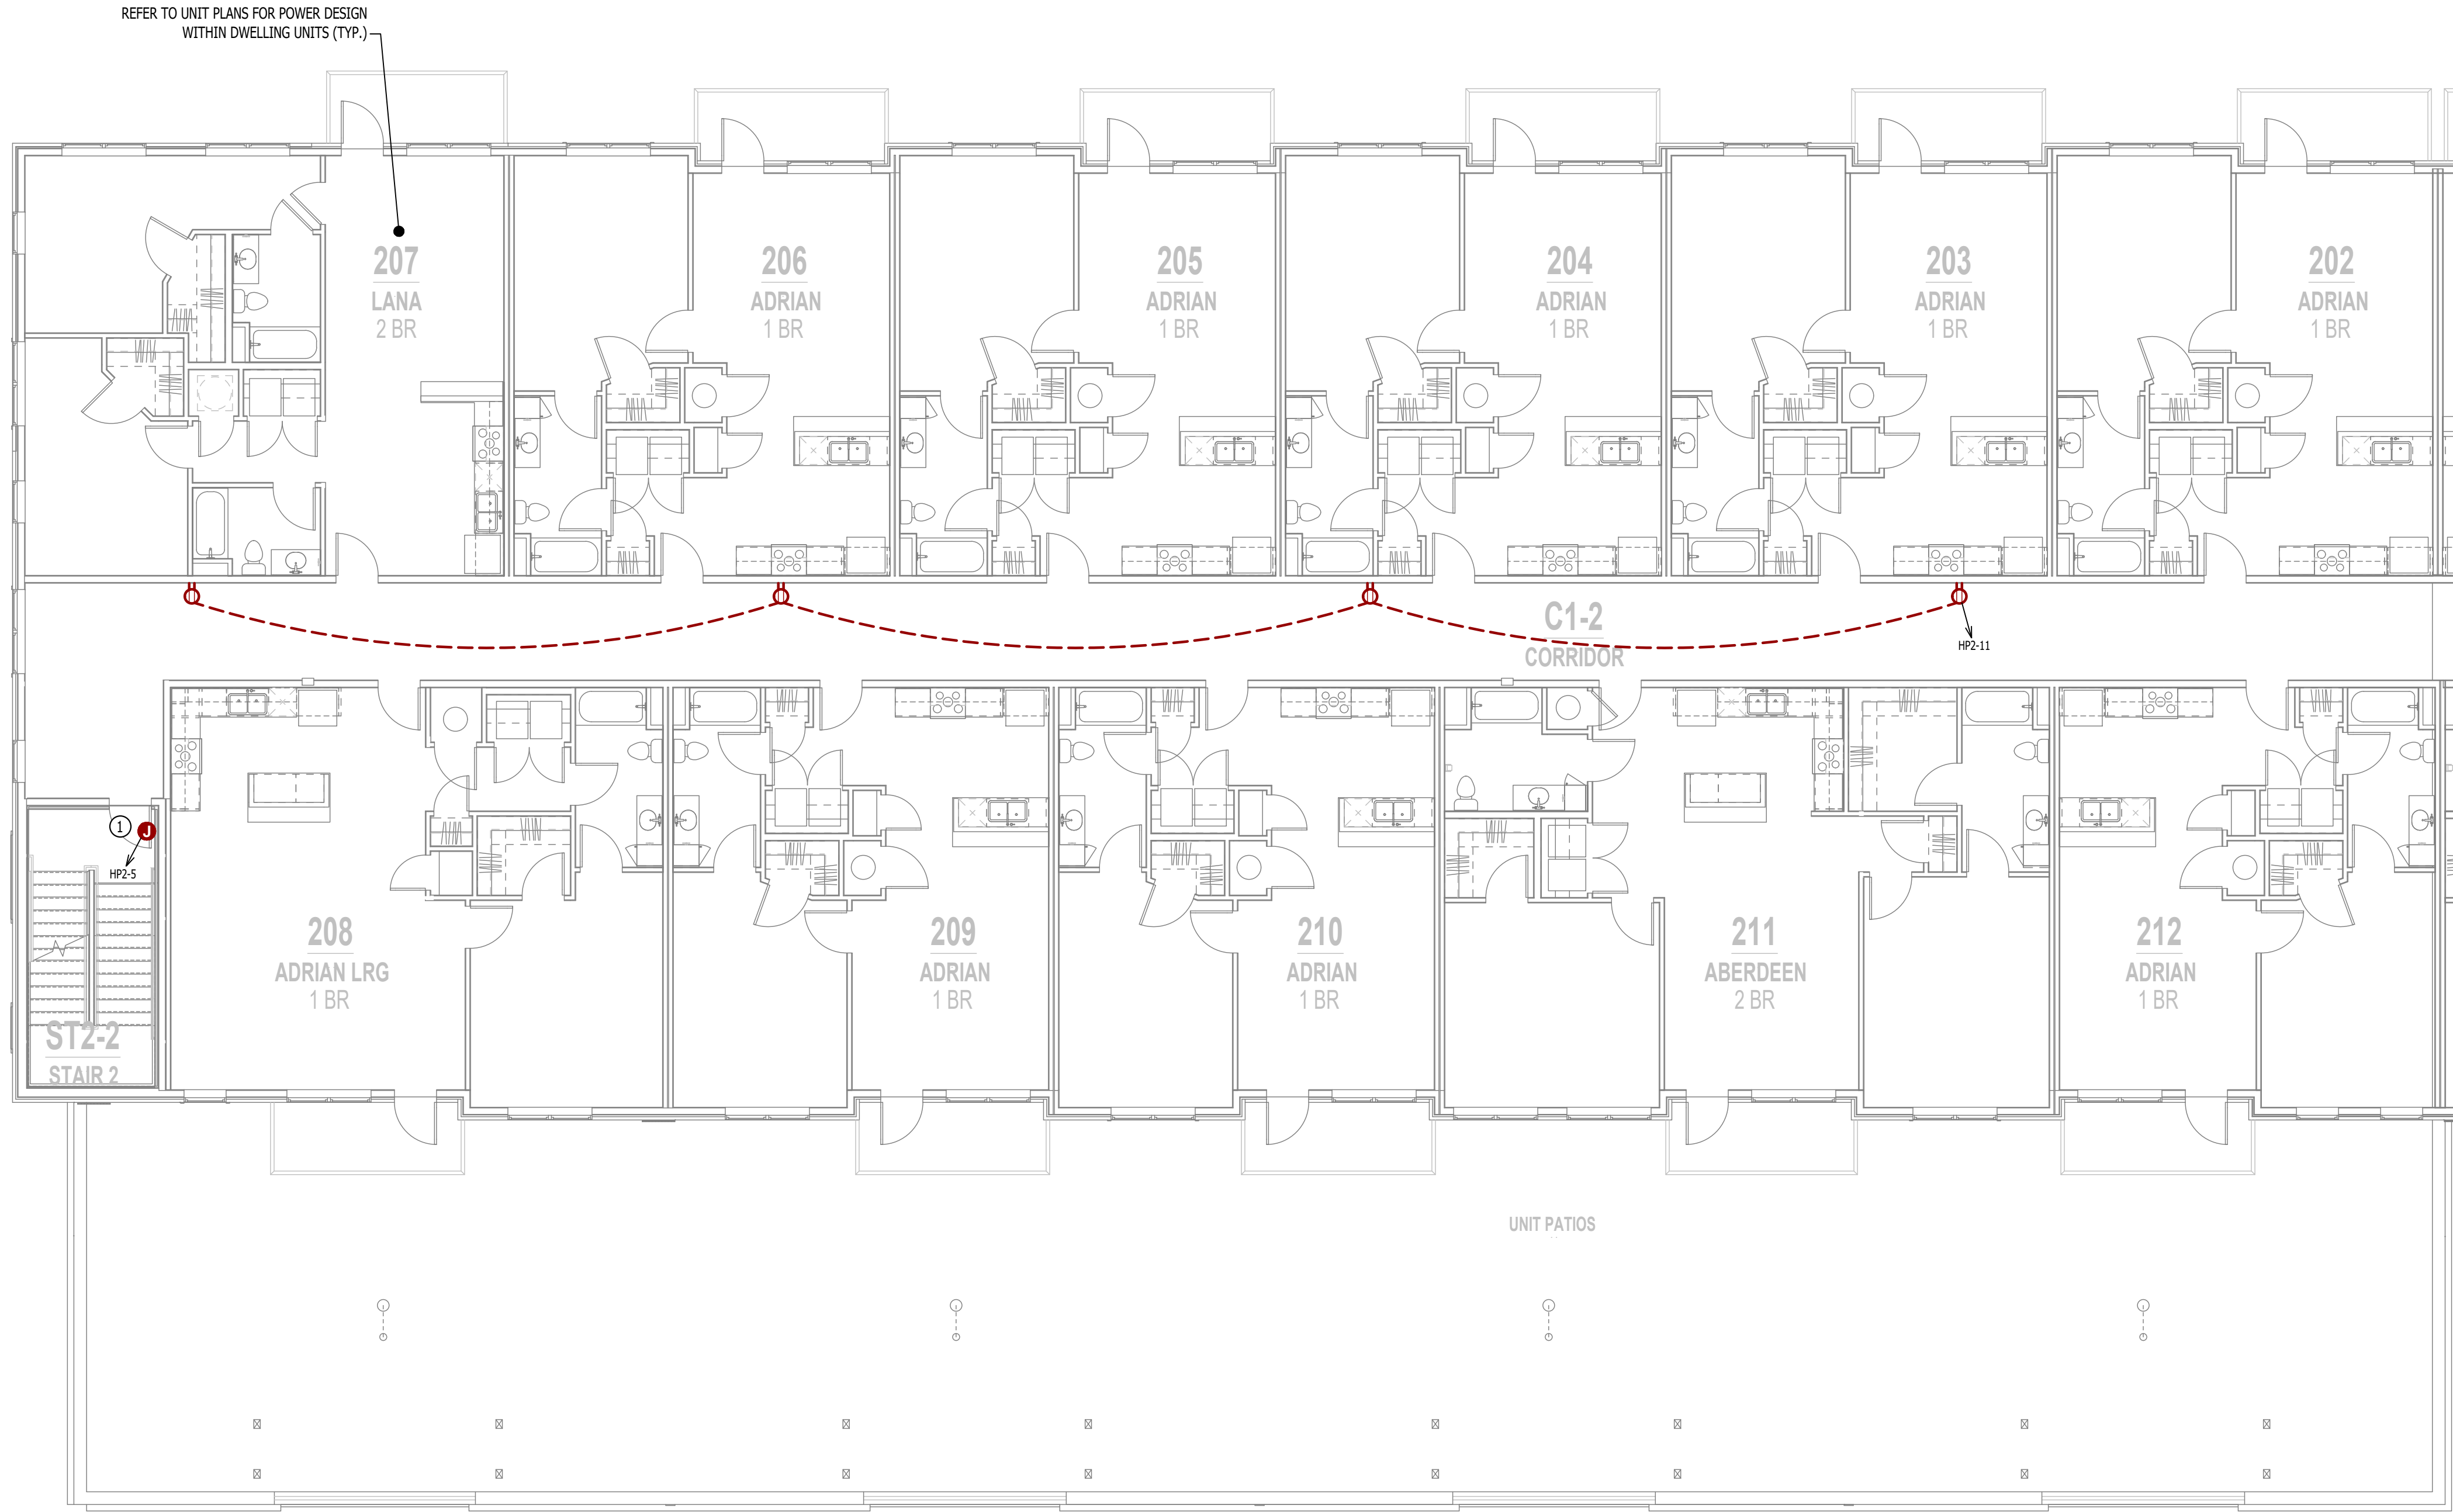 REFER TO UNIT PLANS FOR POWER DESIGN
WITHIN DWELLING UNITS (TYP.)
207
LANA
2 BR
206
ADRIAN
1 BR
205
ADRIAN
1 BR
204
ADRIAN
1 BR
203
ADRIAN
1 BR
202
ADRIAN
1 BR
C1-2
CORRIDOR
HP2-11
1
J
HP2-5
208
ADRIAN LRG
1 BR
209
ADRIAN
1 BR
210
ADRIAN
1 BR
211
ABERDEEN
2 BR
212
ADRIAN
1 BR
ST2-2
STAIR 2
UNIT PATIOS